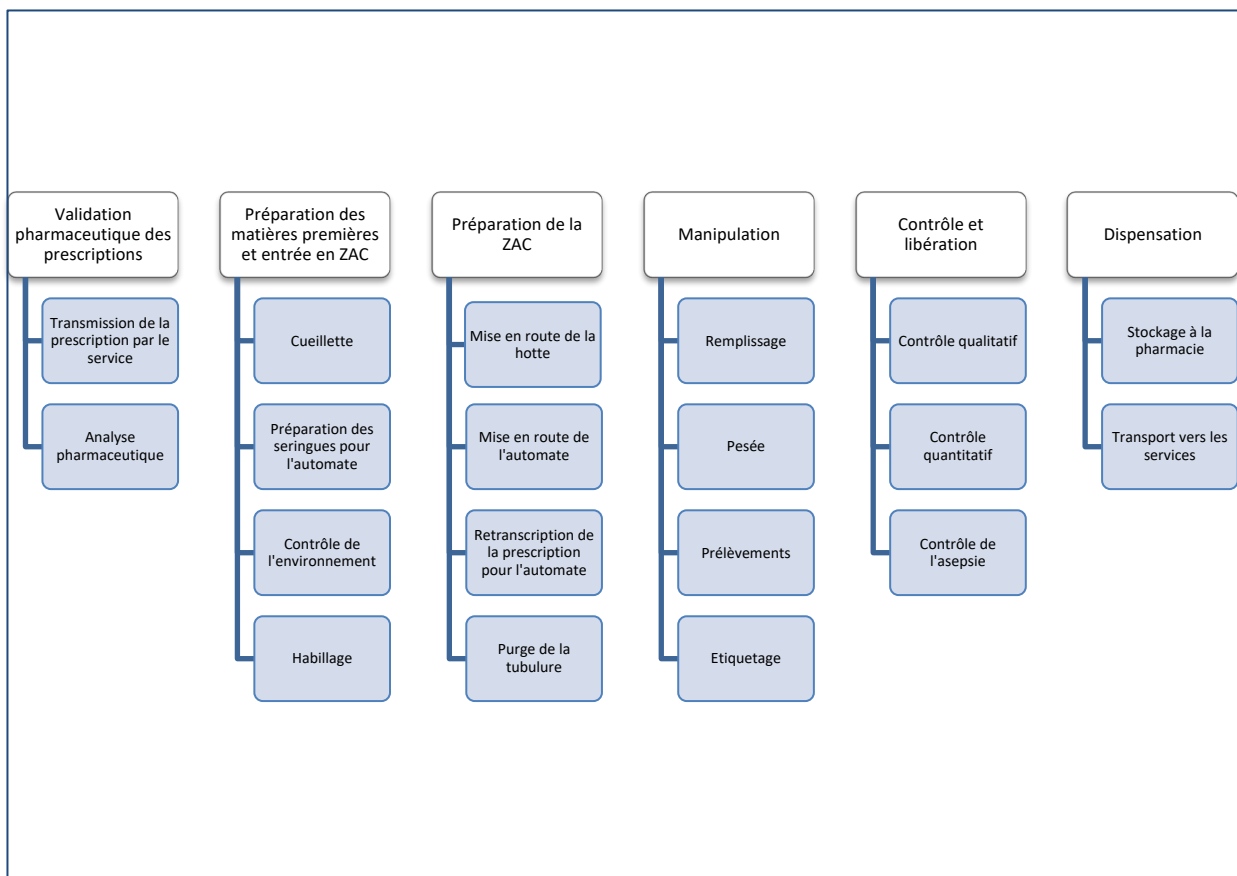 Validation
pharmaceutique des
prescriptions
Transmission de la
prescription par le
service
Analyse
pharmaceutique
Préparation des
matières premières
et entrée en ZAC
Cueillette
Préparation des
seringues pour
l'automate
Contrôle de
l'environnement
Habillage
Préparation de la
ZAC
Mise en route de la
hotte
Mise en route de
l'automate
Retranscription de
la prescription
pour l'automate
Purge de la
tubulure
Manipulation
Remplissage
Pesée
Prélèvements
Etiquetage
Contrôle et
libération
Contrôle qualitatif
Contrôle
quantitatif
Contrôle de
l'asepsie
Dispensation
Stockage à la
pharmacie
Transport vers les
services